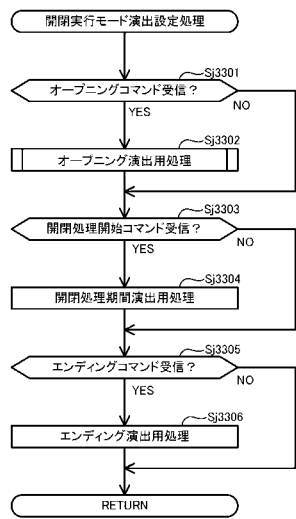 開閉実行モード演出設定処理
Sj3301
オープニングコマンド受信？
NO
YES
Sj3302
オープニング演出用処理
Sj3303
開閉処理開始コマンド受信？
NO
YES
Sj3304
開閉処理期間演出用処理
Sj3305
エンディングコマンド受信？
NO
YES
Sj3306
エンディング演出用処理
RETURN